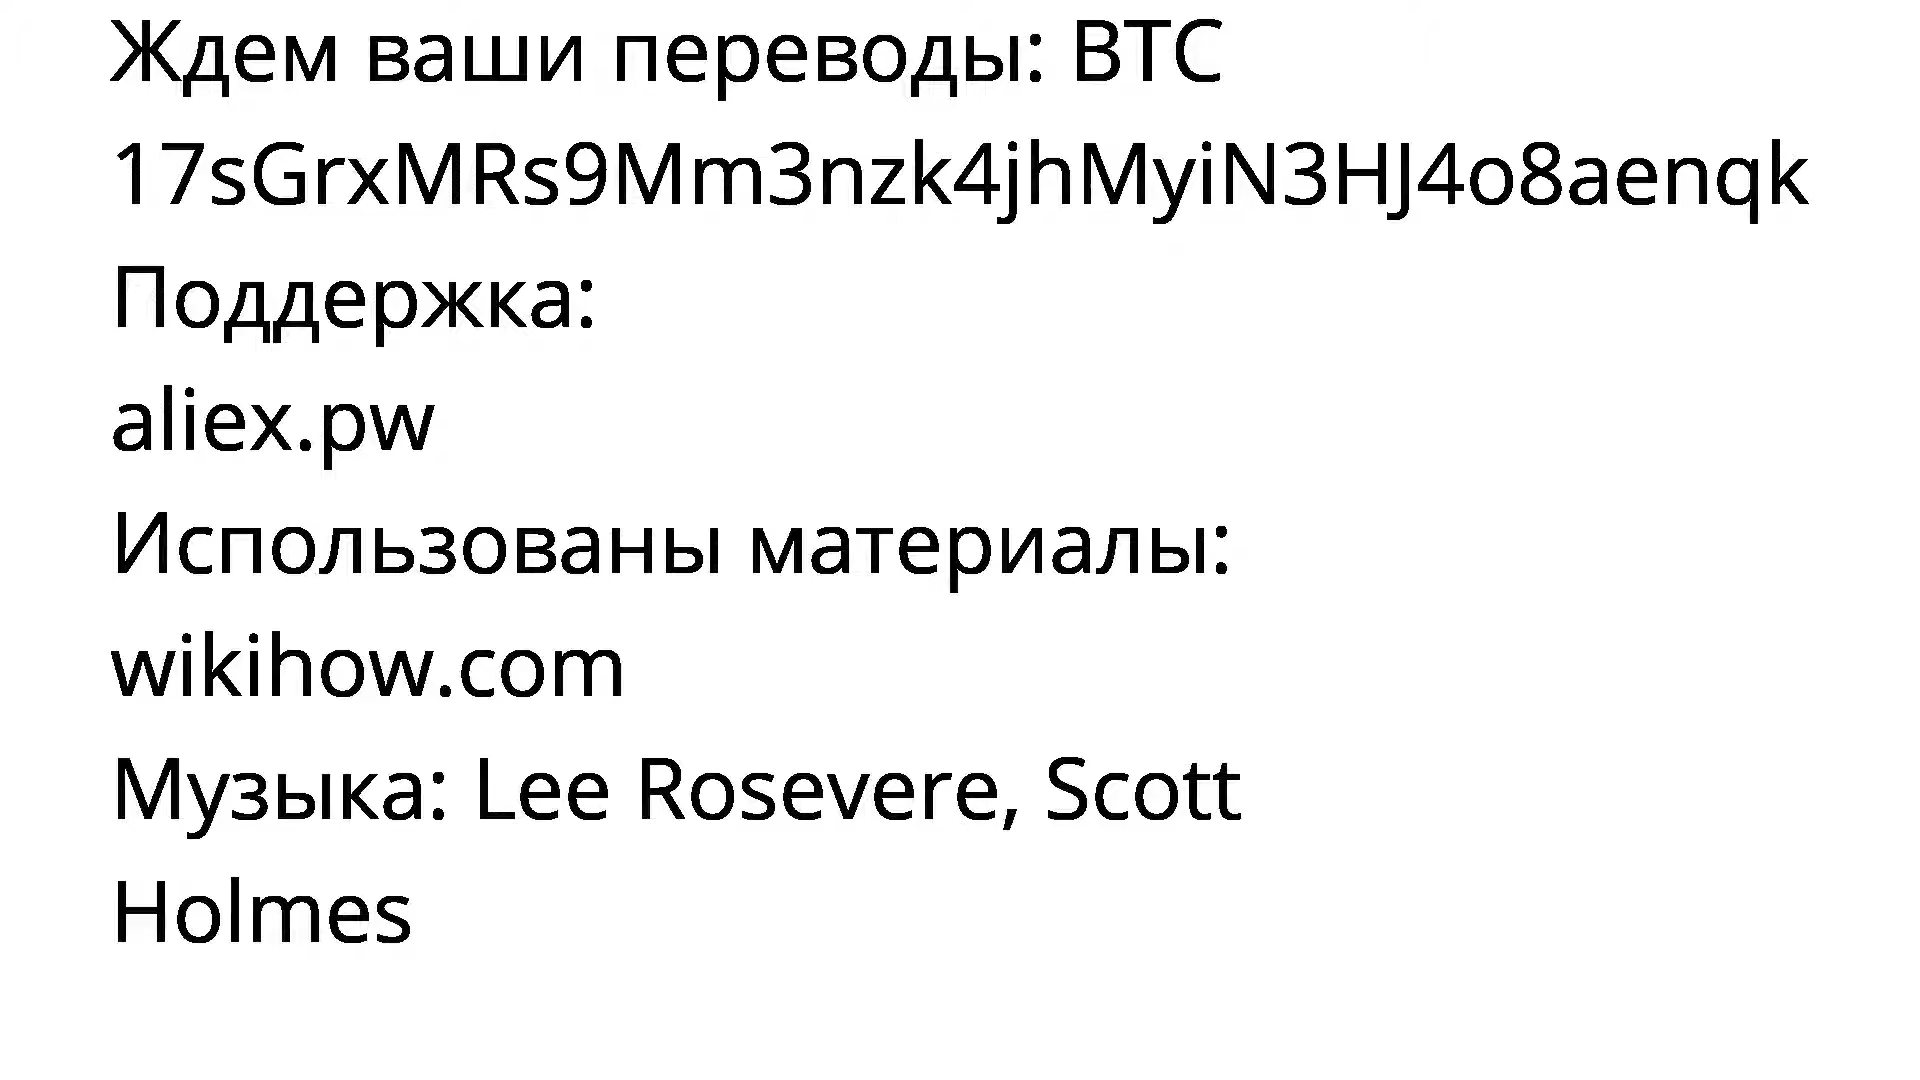 Ждем ваши переводы: BTC
17sGrxMRs9Mm3nzk4jhMyiN3HJ4o8aenqk
Поддержка:
aliex.pw
Использованы материалы:
wikihow.com
Музыка: Lee Rosevere, Scott
Holmes